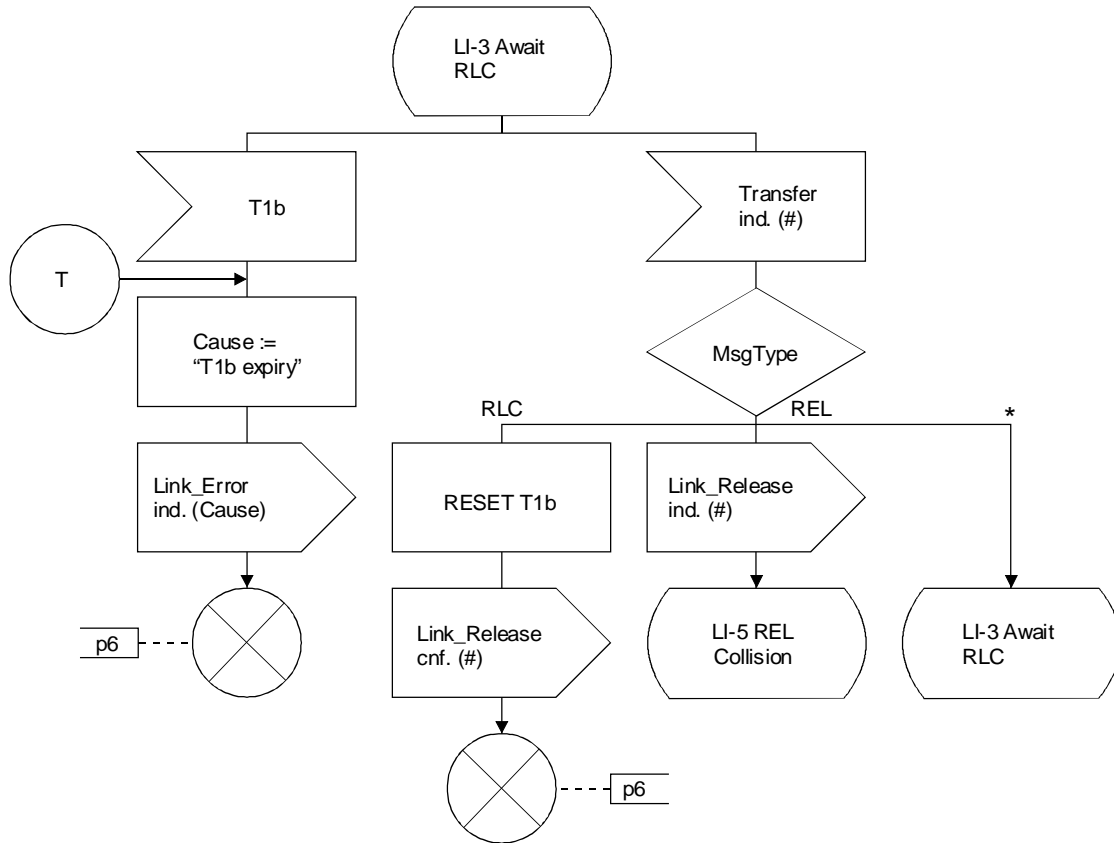 LI-3 Await
RLC
T1b
Transfer
ind. (#)
T
Cause :=
“T1b expiry”
MsgType
RLC
REL
*
Link_Error
ind. (Cause)
RESET T1b
Link_Release
ind. (#)
p6
Link_Release
cnf. (#)
LI-5 REL
Collision
LI-3 Await
RLC
p6